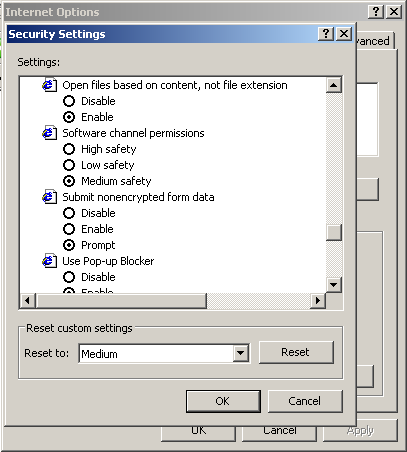 Internet Options
Security Settings
vanced
Settings:
Open files based on content, not file extension
Disable
Enable
Software channel permissions
High safety
Low safety
Medium safety
Submit nonencrypted form data
Disable
Enable
Prompt
Use Pop-up Blocker
Disable
Enable
Reset custom settings
Reset to:
Medium
Reset
OK
Cancel
OK
Cancel
Apply